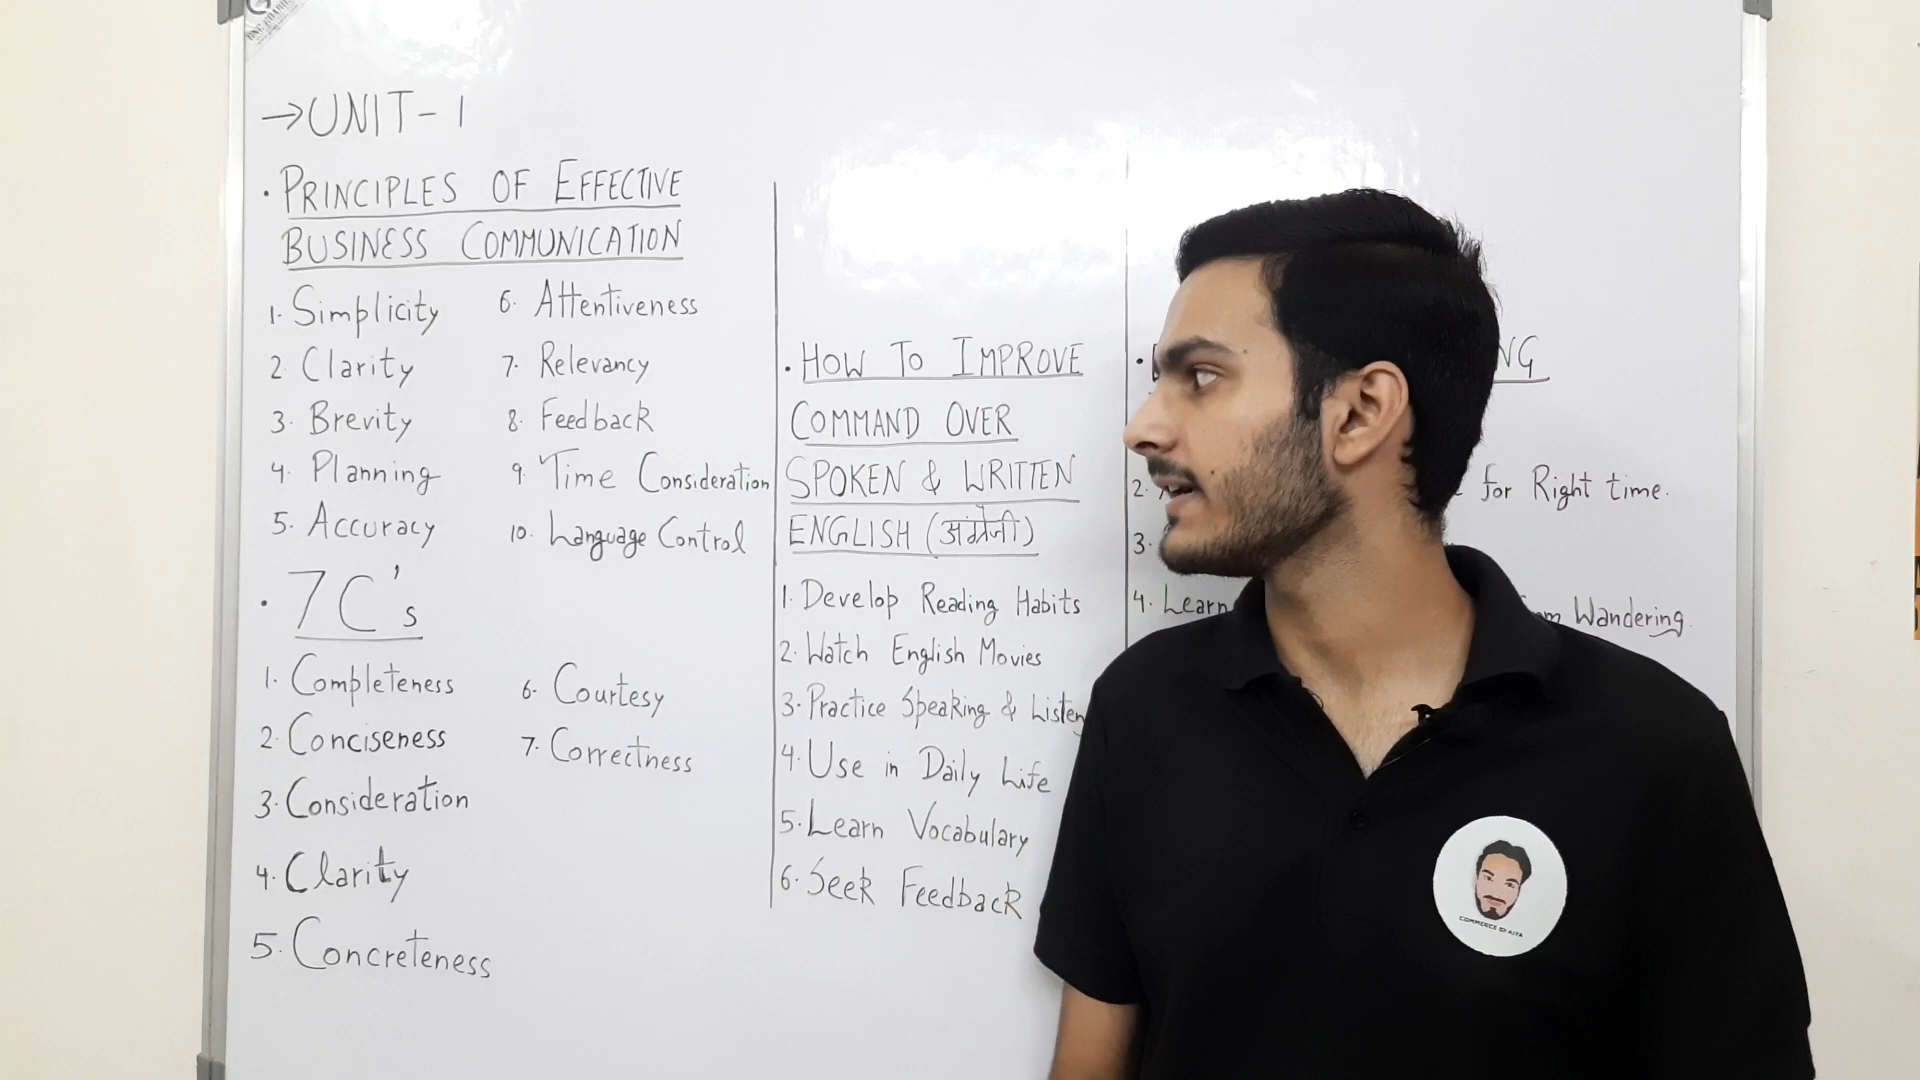 →UNIT-1
• PRINCIPLES OF EFFECTIVE
BUSINESS COMMUNICATION
1. Simplicity
2. Clarity
3. Brevity
4. Planning
5. Accuracy
6. Attentiveness
7. Relevancy
8. Feedback
9. Time Consideration
10. Language Control
• 7C's
1. Completeness
2. Conciseness
3. Consideration
4. Clarity
5. Concreteness
6. Courtesy
7. Correctness
• HOW TO IMPROVE
COMMAND OVER
SPOKEN & WRITTEN
ENGLISH (अंग्रेजी)
1. Develop Reading Habits
2. Watch English Movies
3. Practice Speaking &
4. Use in Daily Life
5. Learn Vocabulary
6. Seek Feedback
•
2. for Right time.
3.
4. Learn Wandering.
COMMERCE BHAIYA